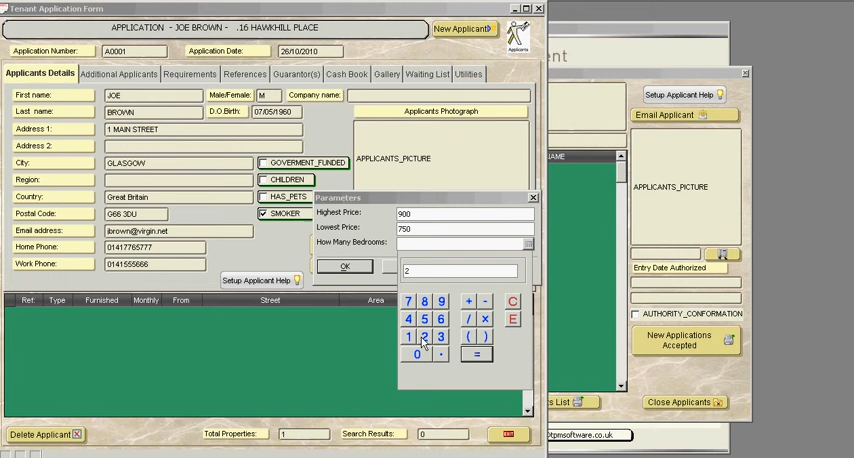 Tenant Application Form
APPLICATION - JOE BROWN - .16 HAWKHILL PLACE
New Applicant
Applicants
Application Number: A0001 Application Date: 26/10/2010
Applicants Details Additional Applicants Requirements References Guarantor(s) Cash Book Gallery Waiting List Utilities
First name: JOE Male/Female: M Company name:
Last name: BROWN D.O.Birth: 07/05/1960 Applicants Photograph
Address 1: 1 MAIN STREET
Address 2:
APPLICANTS_PICTURE
City: GLASGOW GOVERMENT_FUNDED
Region: CHILDREN
Country: Great Britain HAS_PETS
Postal Code: G66 3DU SMOKER
Email address: jbrown@virgin.net
Home Phone: 01417765777
Work Phone: 0141555666
Setup Applicant Help
Parameters
Highest Price: 900
Lowest Price: 750
How Many Bedrooms:
OK
2
7 8 9 + - C
4 5 6 / × E
1 2 3 ( )
0 . =
Ref: Type Furnished Monthly From Street Area
Delete Applicant Total Properties: 1 Search Results: 0 EXIT
ent
Setup Applicant Help
Email Applicant
NAME
APPLICANTS_PICTURE
Entry Date Authorized
AUTHORITY_CONFORMATION
New Applications
Accepted
ts List Close Applicants
tpmsoftware.co.uk